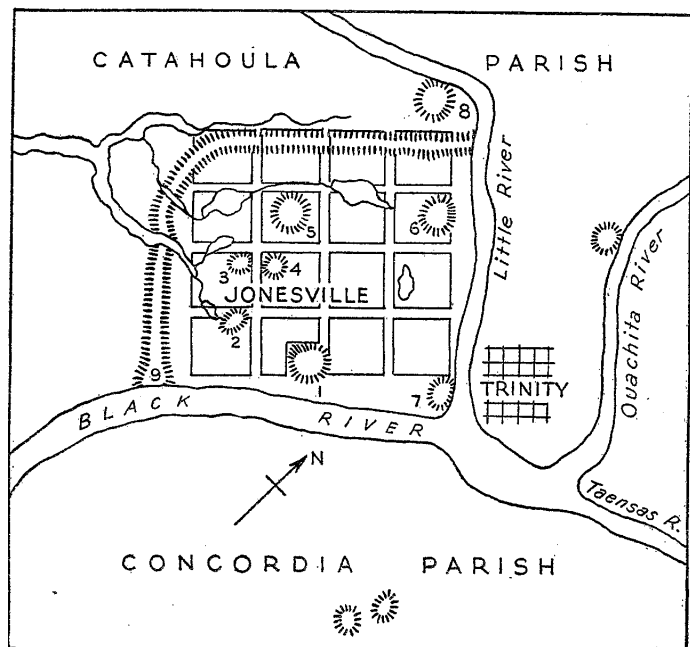 CATAHOULA PARISH
8
Little River
5
6
Ouachita River
3
4
JONESVILLE
2
9
1
7
TRINITY
BLACK RIVER
N
Taensas R.
CONCORDIA PARISH